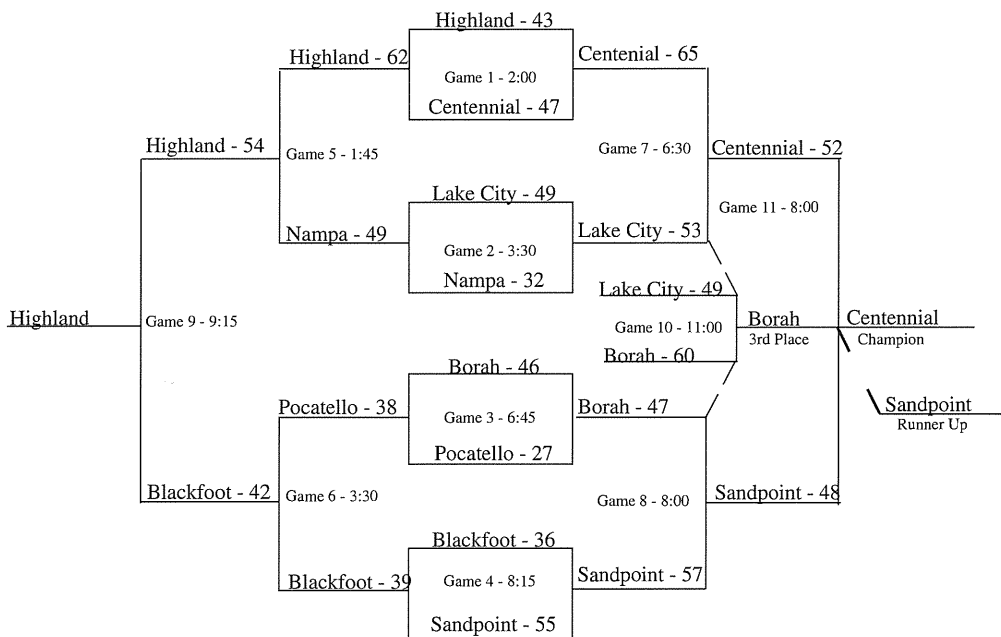 Highland - 43
Highland - 62
Centenial - 65
Game 1 - 2:00
Centennial - 47
Highland - 54
Game 5 - 1:45
Game 7 - 6:30
Centennial - 52
Lake City - 49
Game 11 - 8:00
Nampa - 49
Game 2 - 3:30
Lake City - 53
Nampa - 32
Lake City - 49
Highland
Game 9 - 9:15
Game 10 - 11:00
Borah
3rd Place
Centennial
Champion
Borah - 60
Borah - 46
Pocatello - 38
Game 3 - 6:45
Borah - 47
Sandpoint
Runner Up
Pocatello - 27
Blackfoot - 42
Game 6 - 3:30
Game 8 - 8:00
Sandpoint - 48
Blackfoot - 36
Blackfoot - 39
Game 4 - 8:15
Sandpoint - 57
Sandpoint - 55